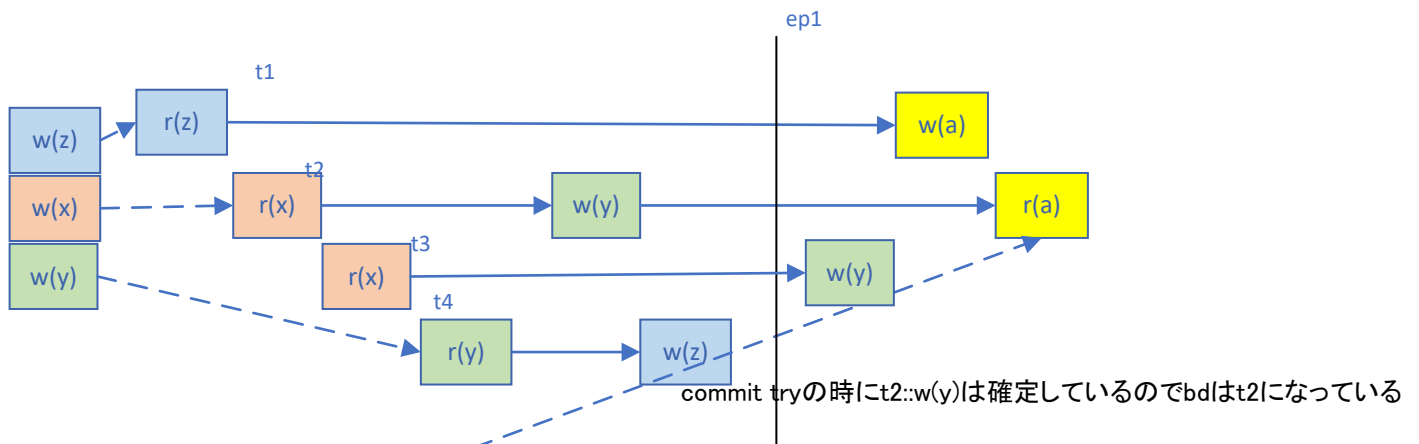 ep1
t1
w(z)
r(z)
w(a)
t2
w(x)
r(x)
w(y)
r(a)
t3
w(y)
r(x)
w(y)
t4
r(y)
w(z)
commit tryの時にt2::w(y)は確定しているのでbdはt2になっている